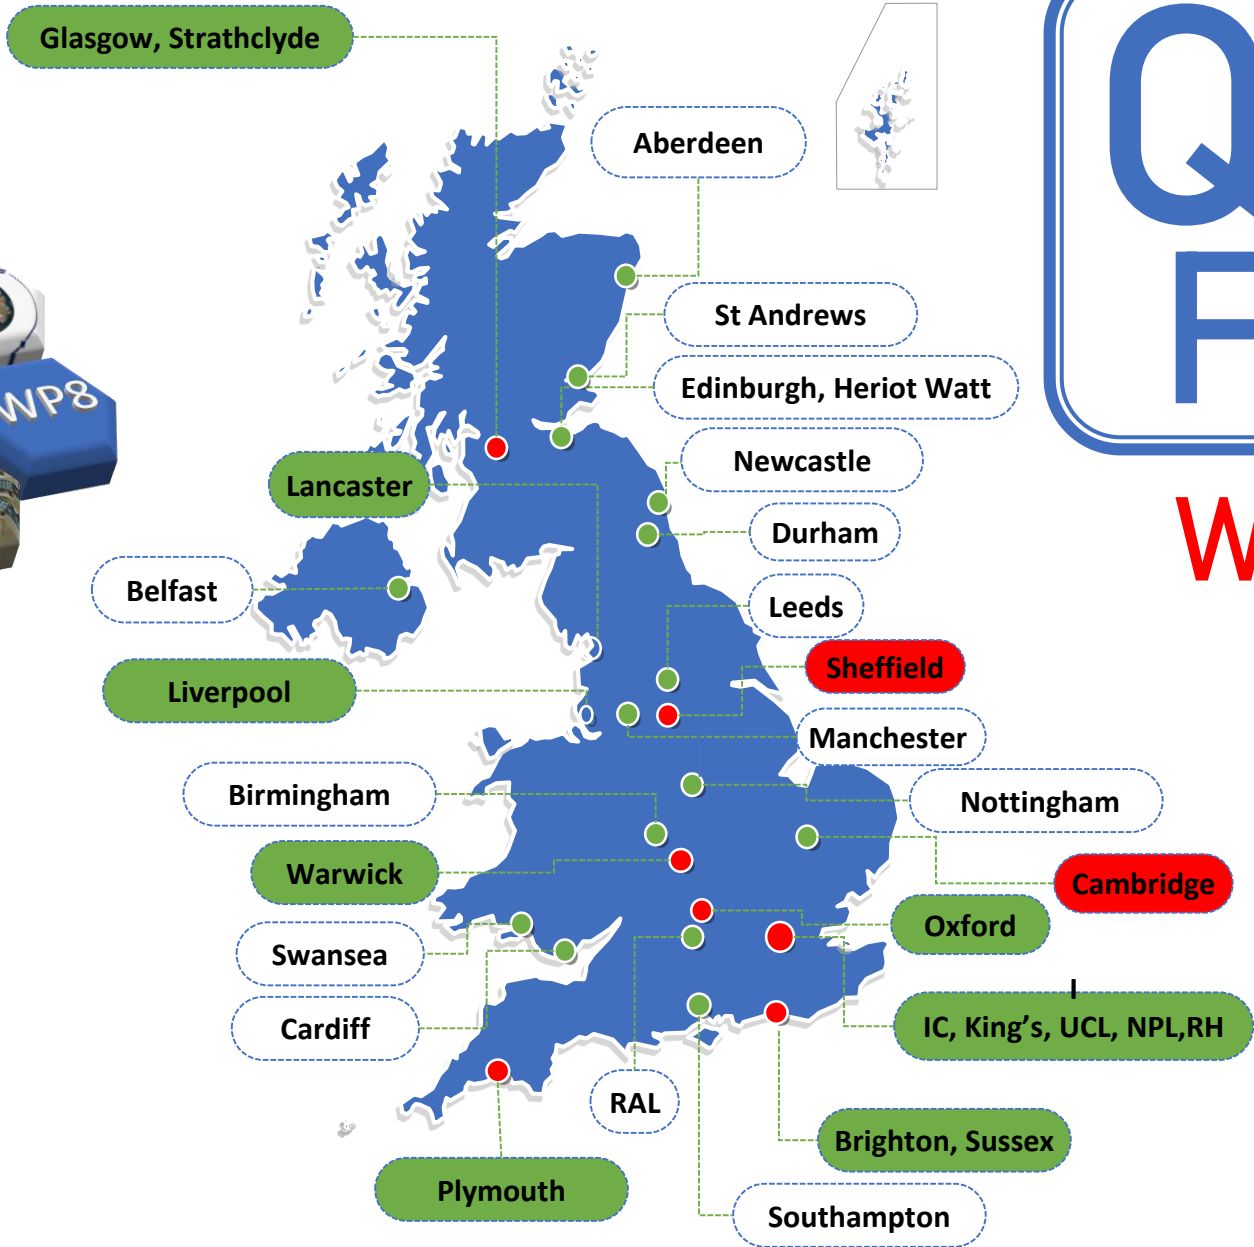 Glasgow, Strathclyde
Q
Aberdeen
F
St Andrews
Edinburgh, Heriot Watt
WP8
Newcastle
Lancaster
W
Durham
Belfast
Leeds
Sheffield
Liverpool
Manchester
Birmingham
Nottingham
Warwick
Cambridge
Oxford
Swansea
Cardiff
IC, King’s, UCL, NPL,RH
RAL
Brighton, Sussex
Plymouth
Southampton